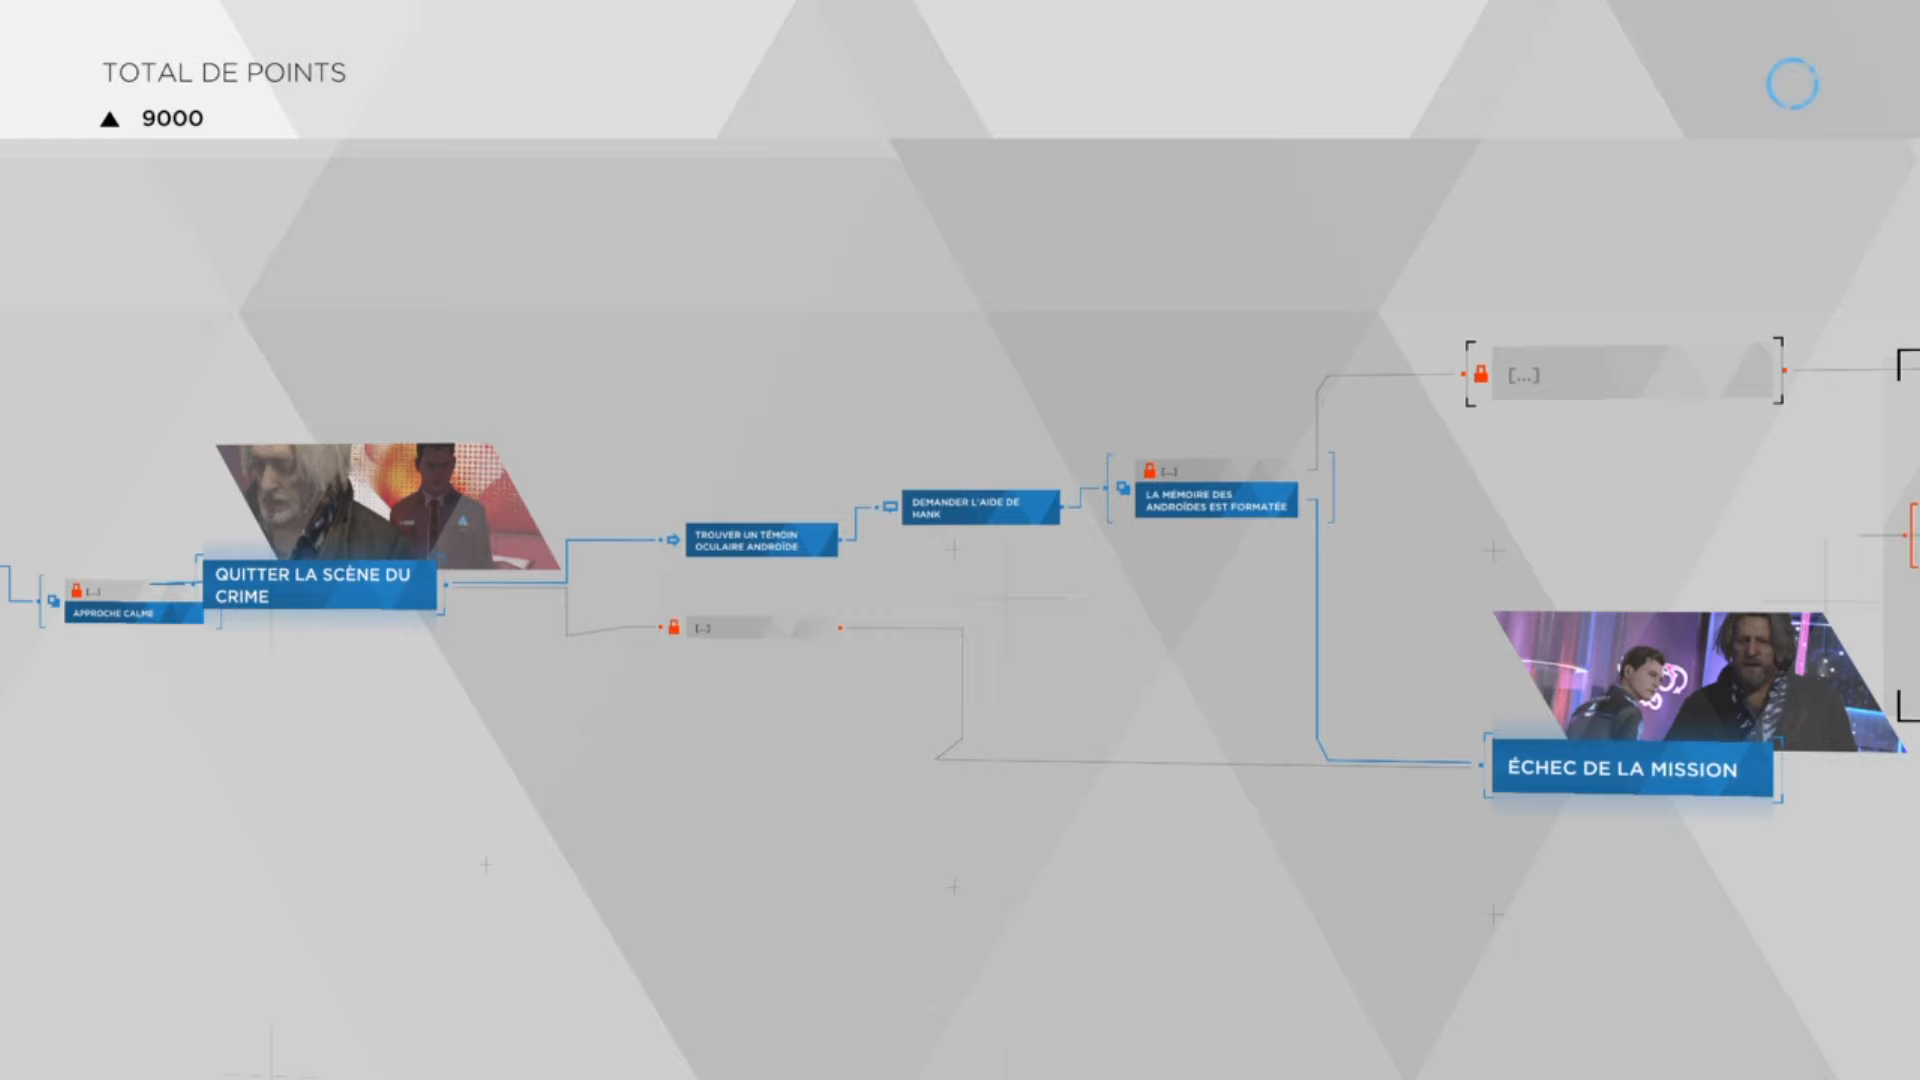 TOTAL DE POINTS
▲ 9000
[...]
[...]
LA MÉMOIRE DES
ANDROÏDES EST FORMATÉE
DEMANDER L'AIDE DE
HANK
TROUVER UN TÉMOIN
OCULAIRE ANDROÏDE
QUITTER LA SCÈNE DU
CRIME
[...]
APPROCHE CALME
[...]
ÉCHEC DE LA MISSION